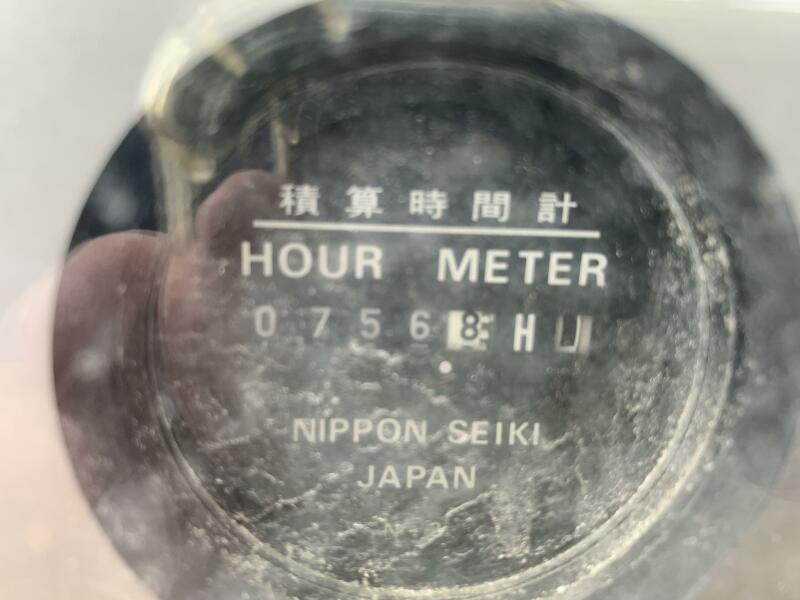 積算時間計
HOUR METER
07568 H
NIPPON SEIKI
JAPAN